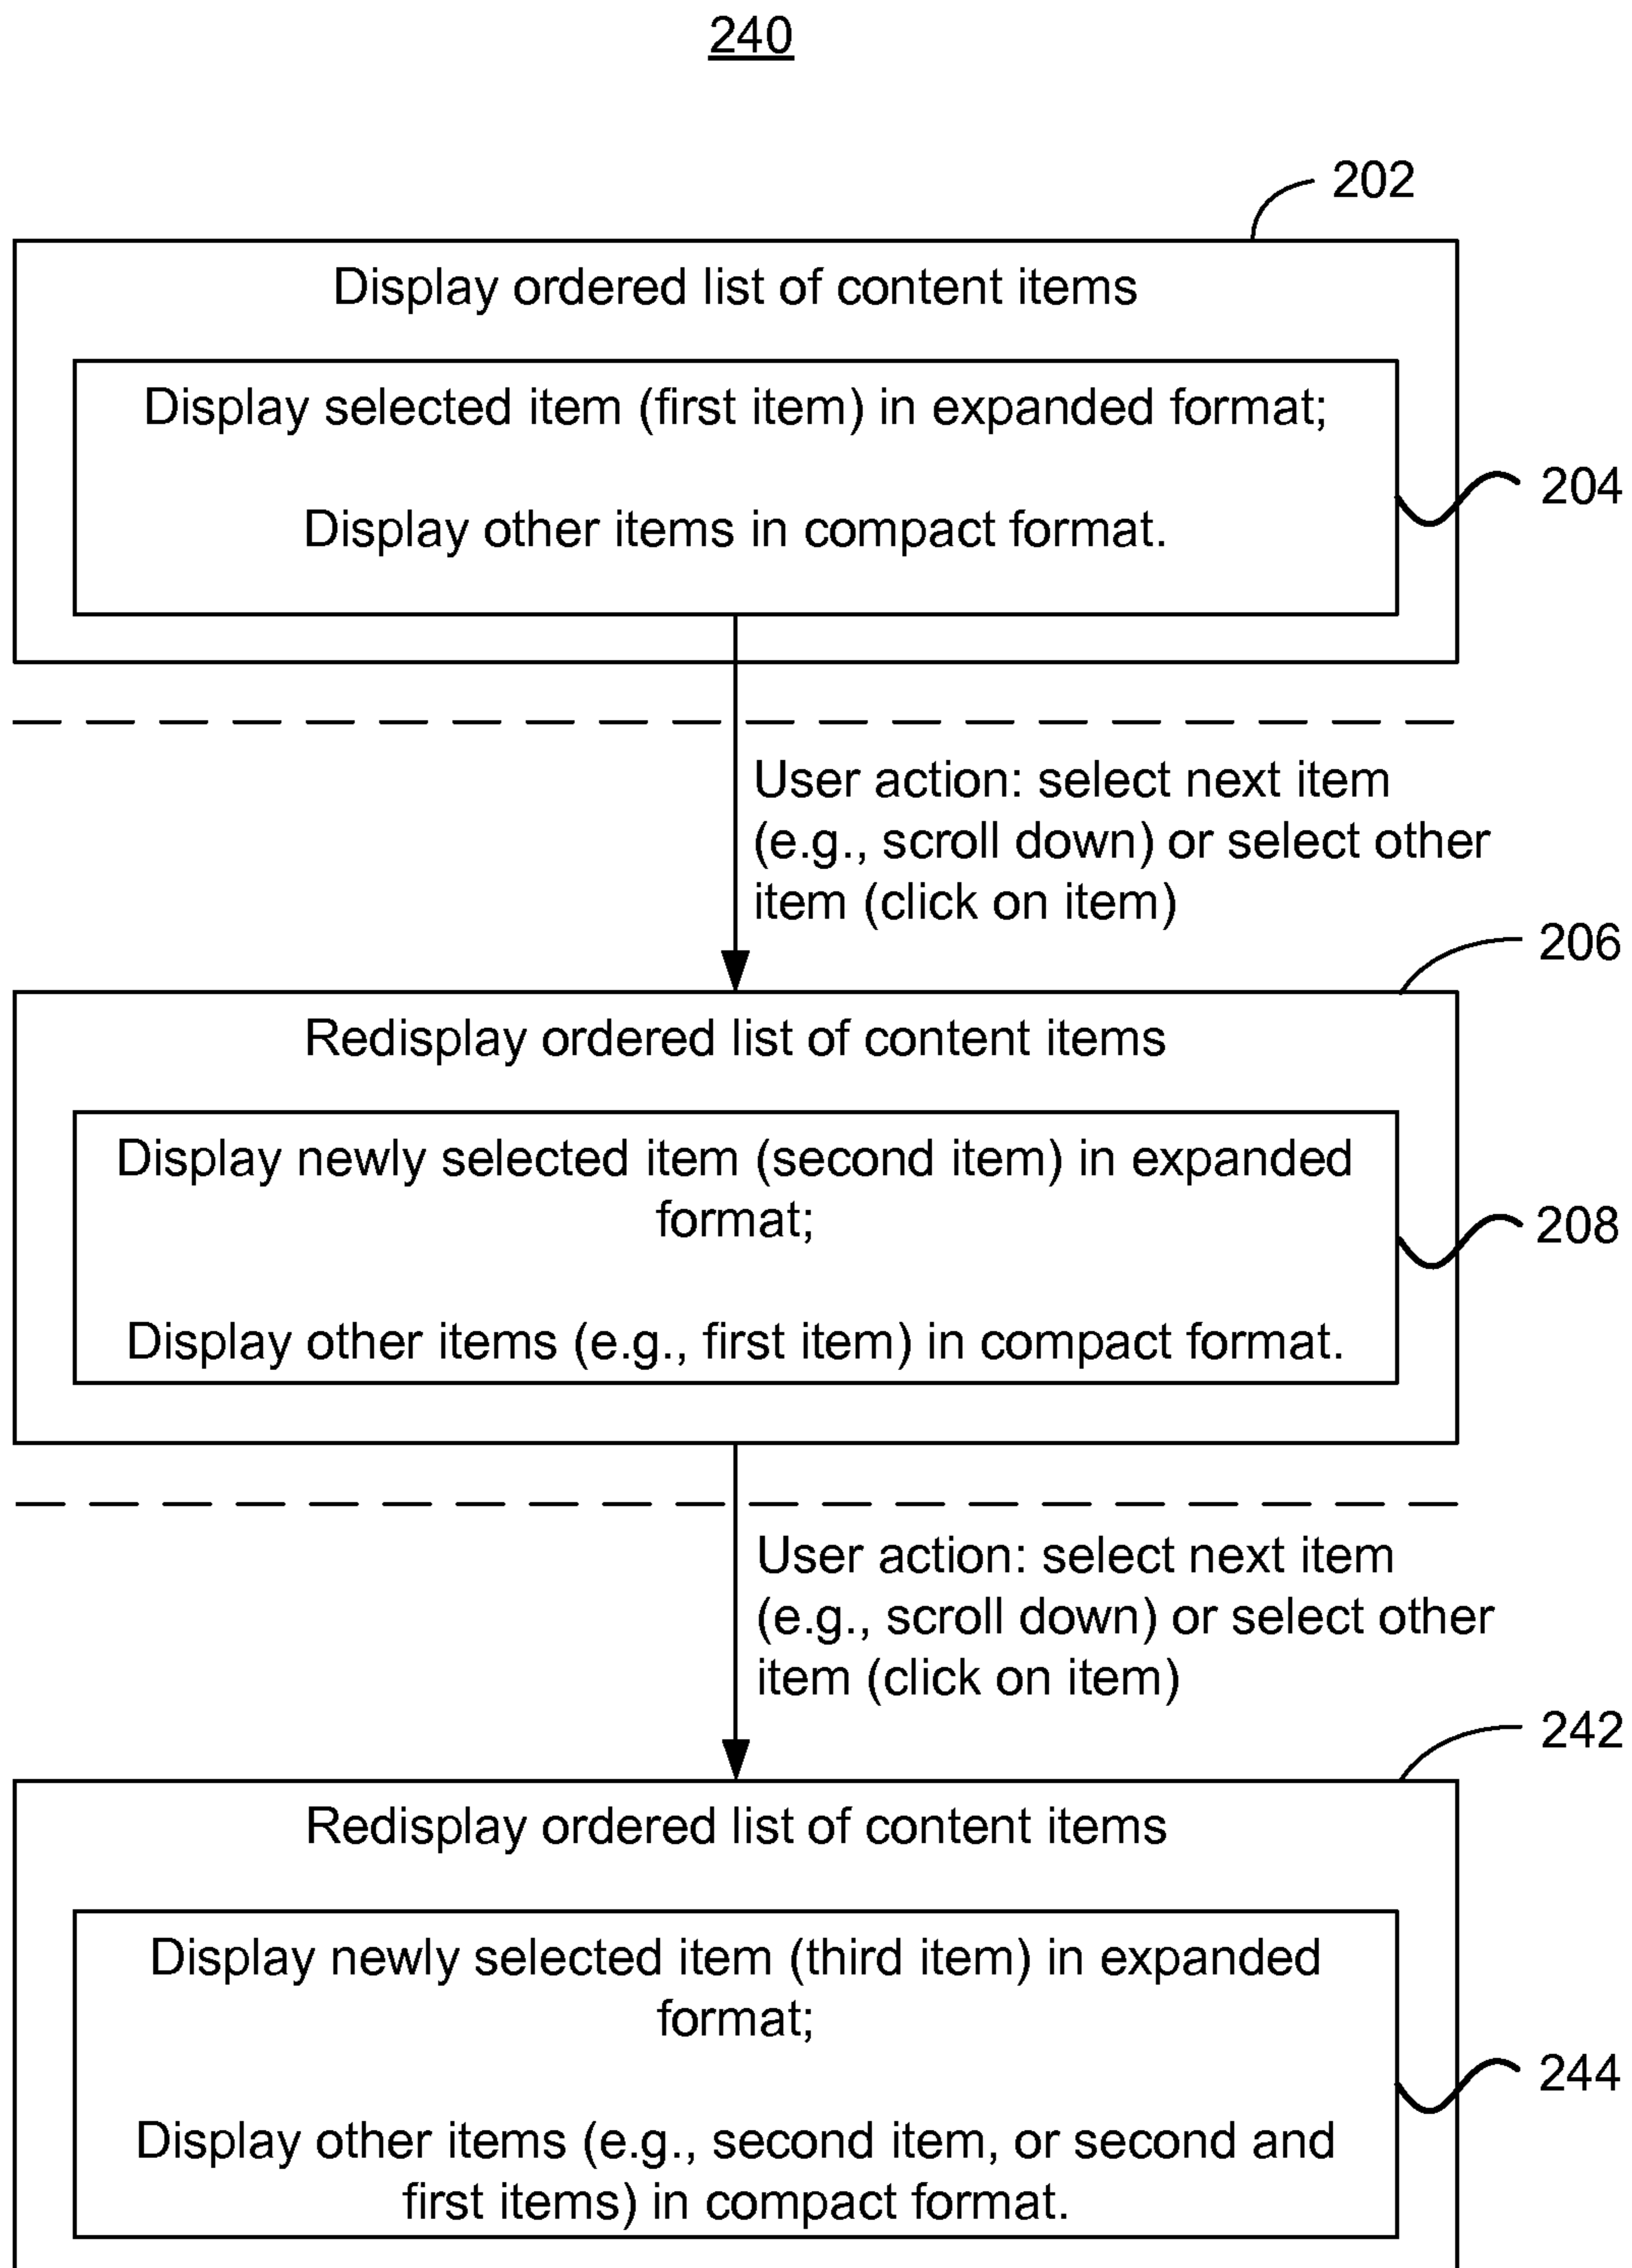 240
202
Display ordered list of content items
Display selected item (first item) in expanded format;
204
Display other items in compact format.
User action: select next item
(e.g., scroll down) or select other
item (click on item)
206
Redisplay ordered list of content items
Display newly selected item (second item) in expanded
format;
208
Display other items (e.g., first item) in compact format.
User action: select next item
(e.g., scroll down) or select other
item (click on item)
242
Redisplay ordered list of content items
Display newly selected item (third item) in expanded
format;
244
Display other items (e.g., second item, or second and
first items) in compact format.